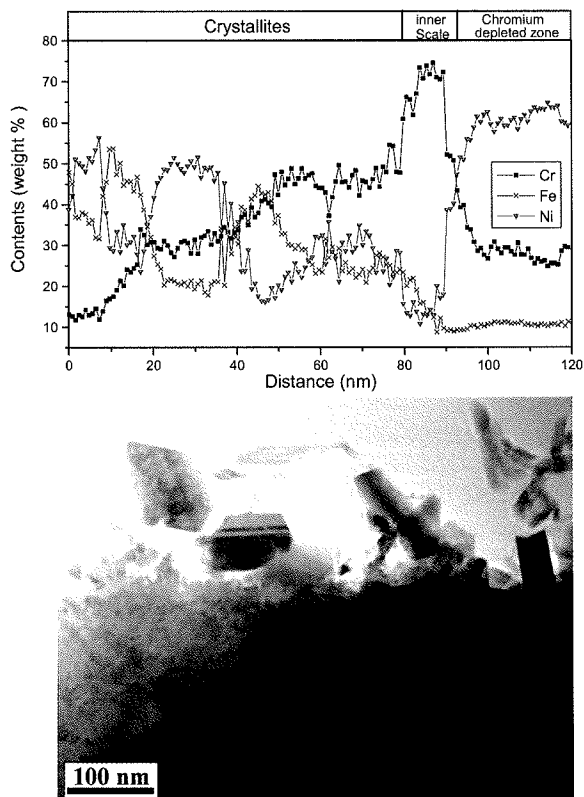 Crystallites
inner
Scale
Chromium
depleted zone
80
70
60
50
40
30
20
10
Contents (weight %)
Cr
Fe
Ni
0
20
40
60
80
100
120
Distance (nm)
100 nm